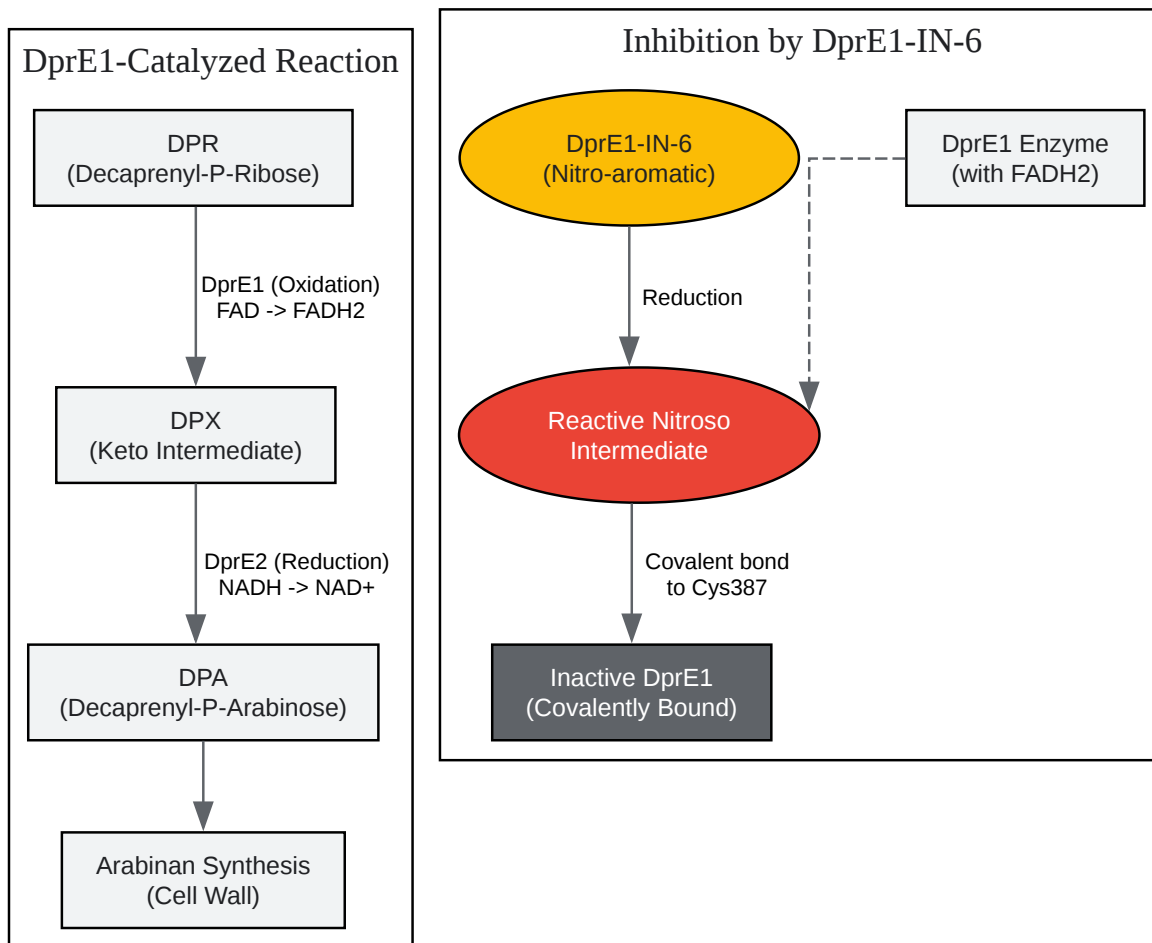 DprE1-Catalyzed Reaction
DPR
(Decaprenyl-P-Ribose)
DprE1 (Oxidation)
FAD -> FADH2
DPX
(Keto Intermediate)
DprE2 (Reduction)
NADH -> NAD+
DPA
(Decaprenyl-P-Arabinose)
Arabinan Synthesis
(Cell Wall)
Inhibition by DprE1-IN-6
DprE1-IN-6
(Nitro-aromatic)
DprE1 Enzyme
(with FADH2)
Reduction
Reactive Nitroso
Intermediate
Covalent bond
to Cys387
Inactive DprE1
(Covalently Bound)